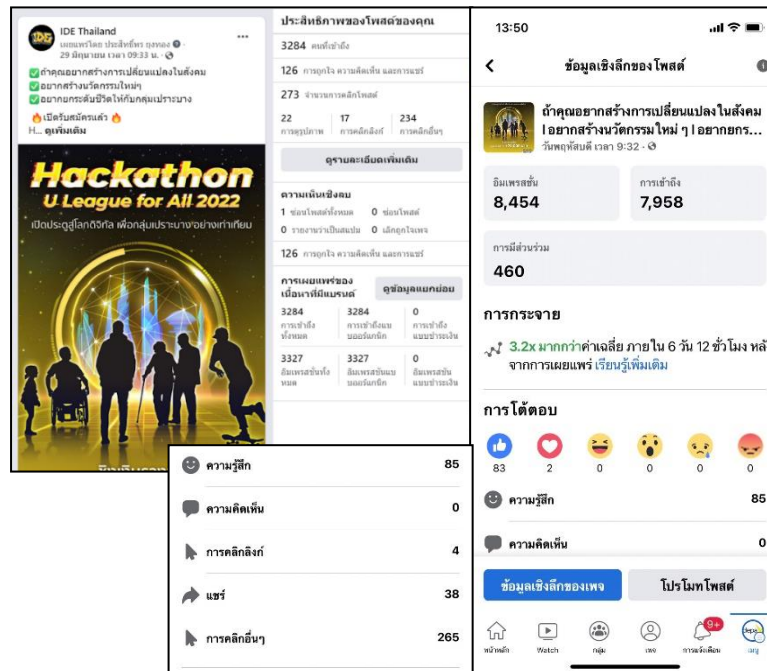 IDE Thailand
เผยแพร่โดย ประสิทธิ์พร ยุงทอง
29 มิถุนายน เวลา 09:33 น.
✅ถ้าคุณอยากสร้างการเปลี่ยนแปลงในสังคม
✅อยากสร้างนวัตกรรมใหม่ๆ
✅อยากยกระดับชีวิตให้กับกลุ่มเปราะบาง
🔥เปิดรับสมัครแล้ว 🔥
H... ดูเพิ่มเติม
Hackathon
U League for All 2022
เปิดประตูสู่โลกดิจิทัล เพื่อกลุ่มเปราะบางอย่างเท่าเทียม
ประสิทธิภาพของโพสต์ของคุณ
3284 คนที่เข้าถึง
126 การถูกใจ ความคิดเห็น และการแชร์
273 จำนวนการคลิกโพสต์
22 17 234
การดูรูปภาพ การคลิกลิงก์ การคลิกอื่นๆ
ดูรายละเอียดเพิ่มเติม
ความเห็นเชิงลบ
1 ซ่อนโพสต์ทั้งหมด 0 ซ่อนโพสต์
0 รายงานว่าเป็นสแปม 0 เลิกถูกใจเพจ
126 การถูกใจ ความคิดเห็น และการแชร์
การเผยแพร่ของ
เนื้อหาที่มีแบรนด์ ดูข้อมูลแยกย่อย
3284 3284 0
การเข้าถึง การเข้าถึงแบ การเข้าถึง
ทั้งหมด บออร์แกนิก แบบชำระเงิน
3327 3327 0
อิมเพรสชันทั้ง อิมเพรสชันแบ อิมเพรสชัน
หมด บออร์แกนิก แบบชำระเงิน
ความรู้สึก 85
ความคิดเห็น 0
การคลิกลิงก์ 4
แชร์ 38
การคลิกอื่นๆ 265
13:50
ข้อมูลเชิงลึกของโพสต์
ถ้าคุณอยากสร้างการเปลี่ยนแปลงในสังคม
| อยากสร้างนวัตกรรมใหม่ ๆ | อยากยกร...
วันพฤหัสบดี เวลา 9:32
อิมเพรสชั่น การเข้าถึง
8,454 7,958
การมีส่วนร่วม
460
การกระจาย
3.2x มากกว่าค่าเฉลี่ย ภายใน 6 วัน 12 ชั่วโมง หลั
จากการเผยแพร่ เรียนรู้เพิ่มเติม
การโต้ตอบ
83 2 0 0 0 0
ความรู้สึก 85
ความคิดเห็น 0
ข้อมูลเชิงลึกของเพจ โปรโมทโพสต์
9+
หน้าหลัก Watch กลุ่ม เพจ การแจ้งเตือน เมนู
depa